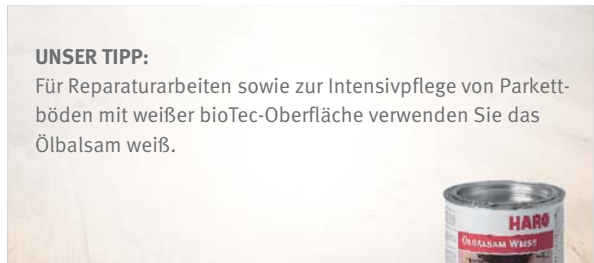 UNSER TIPP:
Für Reparaturarbeiten sowie zur Intensivpflege von Parkett-
böden mit weißer bioTec-Oberfläche verwenden Sie das
Ölbalsam weiß.
HARO
ÖLBALSAM WEISS